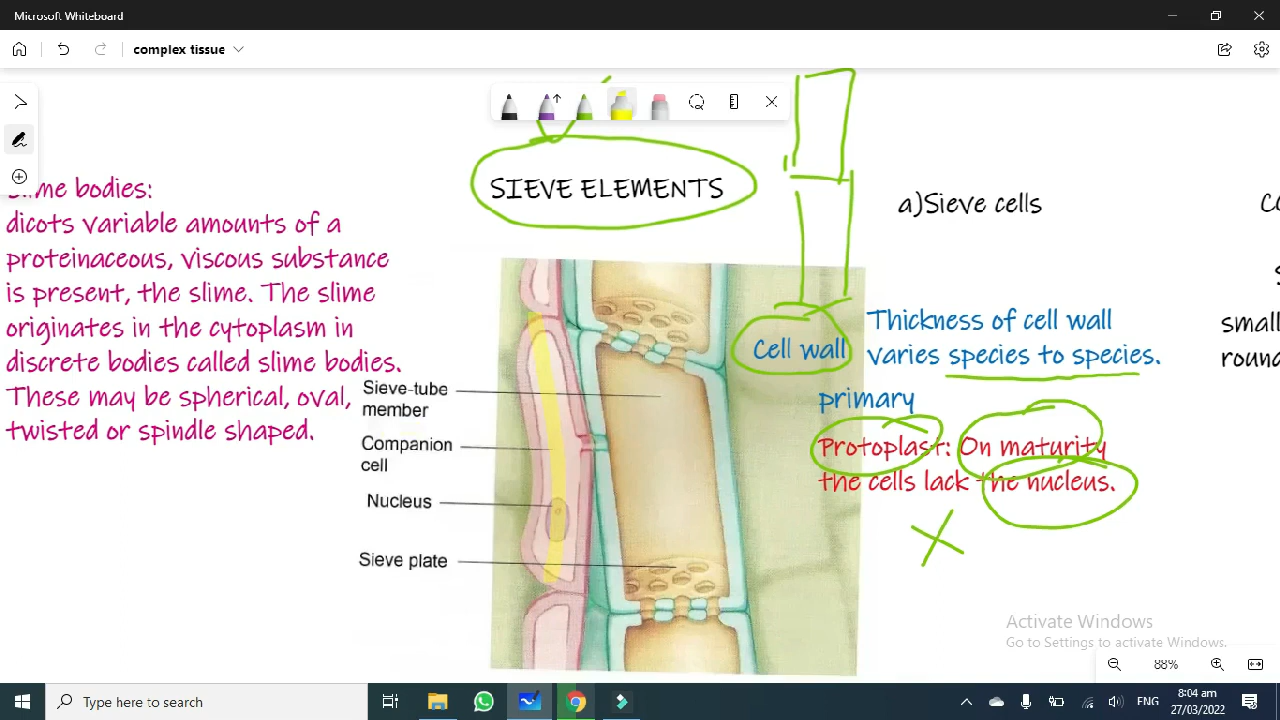 Microsoft Whiteboard
complex tissue
Slime bodies:
dicots variable amounts of a
proteinaceous, viscous substance
is present, the slime. The slime
originates in the cytoplasm in
discrete bodies called slime bodies.
These may be spherical, oval,
twisted or spindle shaped.
SIEVE ELEMENTS
a)Sieve cells
Sieve-tube
member
Companion
cell
Nucleus
Sieve plate
Cell wall
Thickness of cell wall
varies species to species.
primary
Protoplast: On maturity
the cells lack the nucleus.
small
Activate Windows
Go to Settings to activate Windows.
88%
Type here to search
ENG
8:04 am
27/03/2022